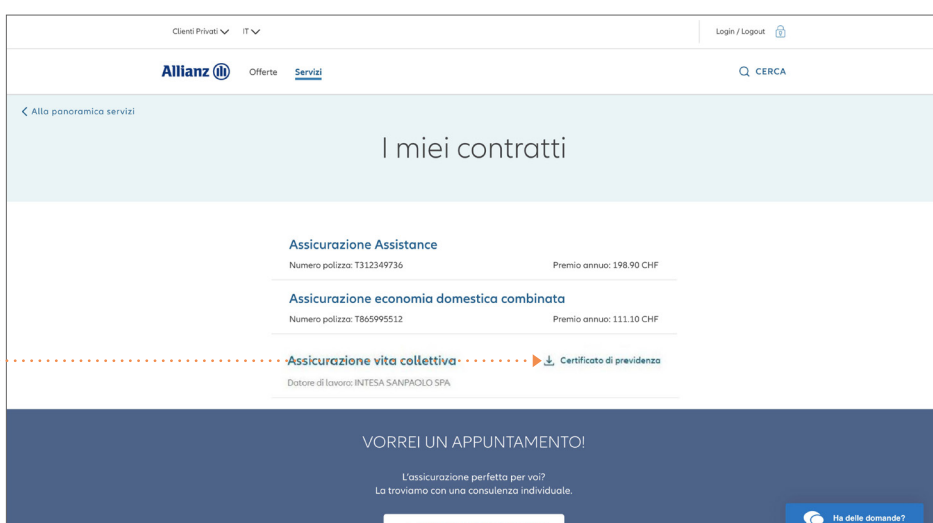 Clienti Privati IT Login / Logout
Allianz Offerte Servizi CERCA
Alla panoramica servizi
I miei contratti
Assicurazione Assistance
Numero polizza: T312349736 Premio annuo: 198.90 CHF
Assicurazione economia domestica combinata
Numero polizza: T865995512 Premio annuo: 111.10 CHF
Assicurazione vita collettiva Certificato di previdenza
Datore di lavoro: INTESA SANPAOLO SPA
VORREI UN APPUNTAMENTO!
L'assicurazione perfetta per voi?
La troviamo con una consulenza individuale.
Ha delle domande?